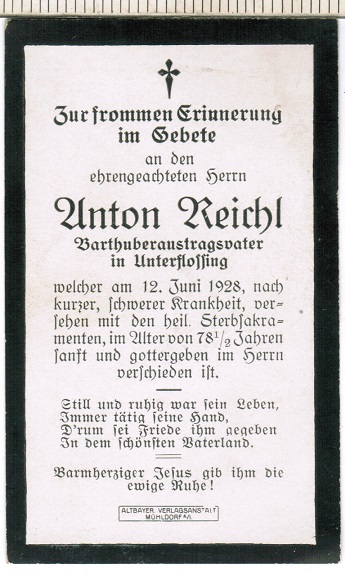 Zur frommen Erinnerung
im Gebete
an den
ehrengeachteten Herrn
Anton Reichl
Barthuberaustragsvater
in Unterflossing
welcher am 12. Juni 1928, nach
kurzer, schwerer Krankheit, ver-
sehen mit den heil. Sterbsakra-
menten, im Alter von 78 1/2 Jahren
sanft und gottergeben im Herrn
verschieden ist.
Still und ruhig war sein Leben,
Immer tätig seine Hand,
D'rum sei Friede ihm gegeben
In dem schönsten Vaterland.
Barmherziger Jesus gib ihm die
ewige Ruhe!
ALTBAYER. VERLAGSANSTALT
MÜHLDORF a/I.